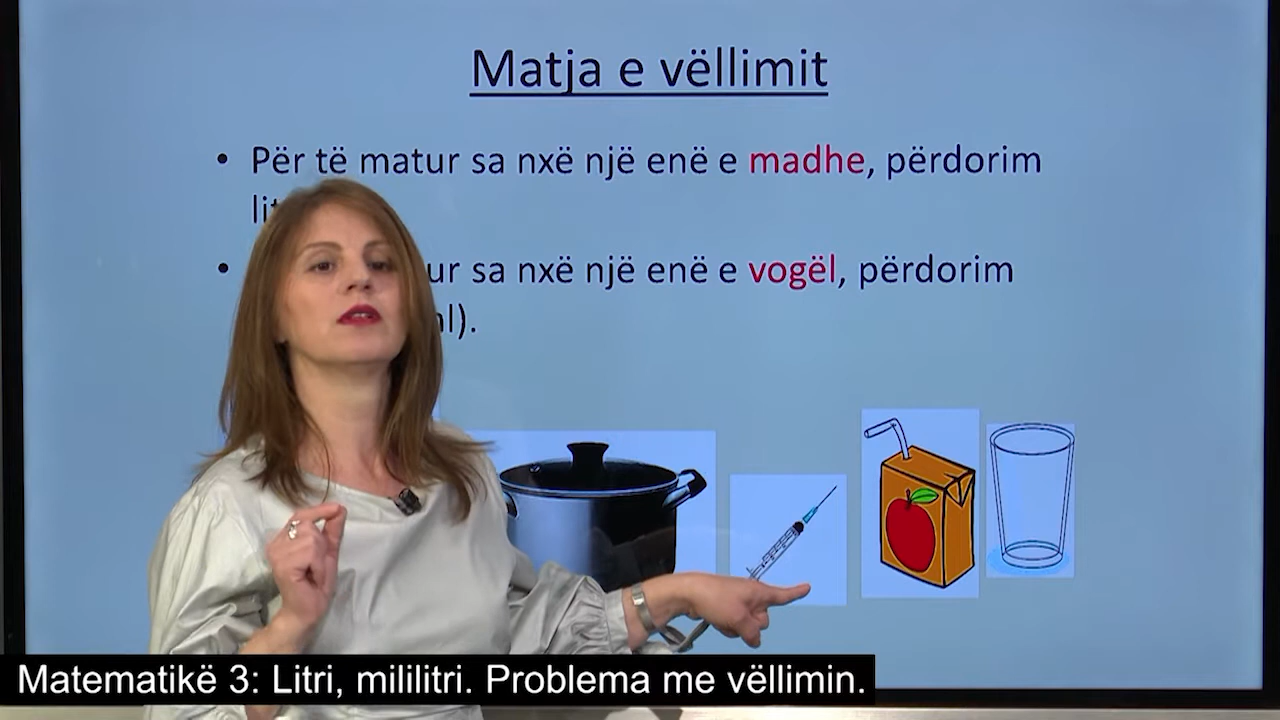 Matja e vëllimit
• Për të matur sa nxë një enë e madhe, përdorim
• sa nxë një enë e vogël, përdorim
Matematikë 3: Litri, mililitri. Problema me vëllimin.